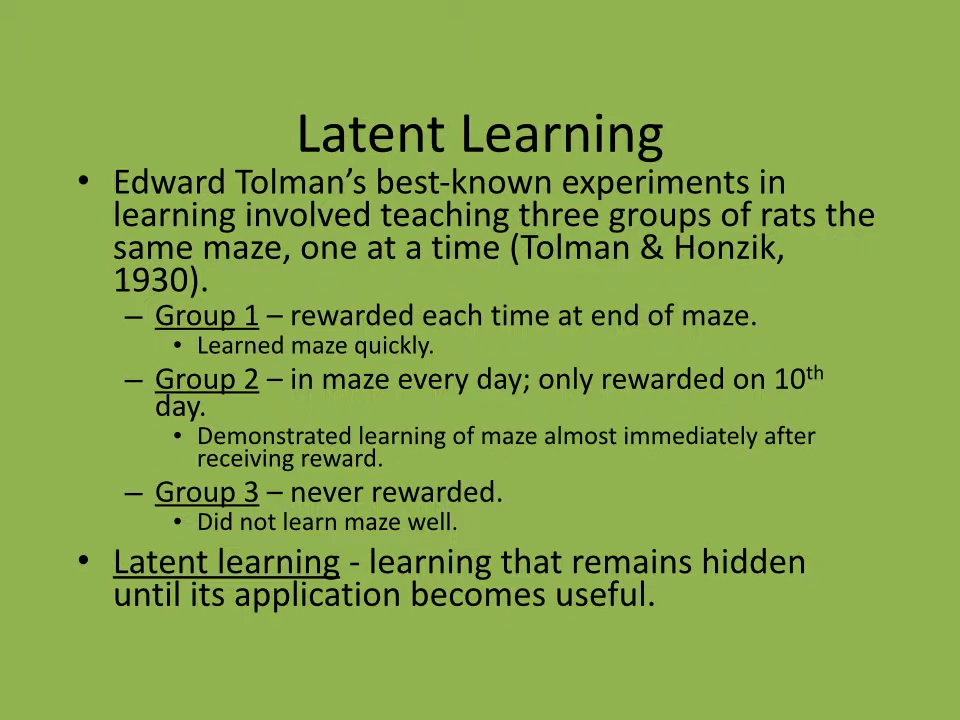 Latent Learning
• Edward Tolman’s best-known experiments in
learning involved teaching three groups of rats the
same maze, one at a time (Tolman & Honzik,
1930).
– Group 1 – rewarded each time at end of maze.
• Learned maze quickly.
– Group 2 – in maze every day; only rewarded on 10th
day.
• Demonstrated learning of maze almost immediately after
receiving reward.
– Group 3 – never rewarded.
• Did not learn maze well.
• Latent learning - learning that remains hidden
until its application becomes useful.